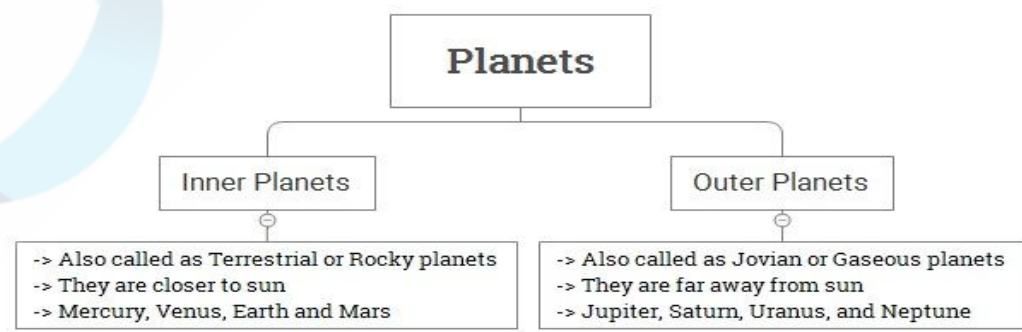 Planets
Inner Planets
Outer Planets
-> Also called as Terrestrial or Rocky planets
-> They are closer to sun
-> Mercury, Venus, Earth and Mars
-> Also called as Jovian or Gaseous planets
-> They are far away from sun
-> Jupiter, Saturn, Uranus, and Neptune